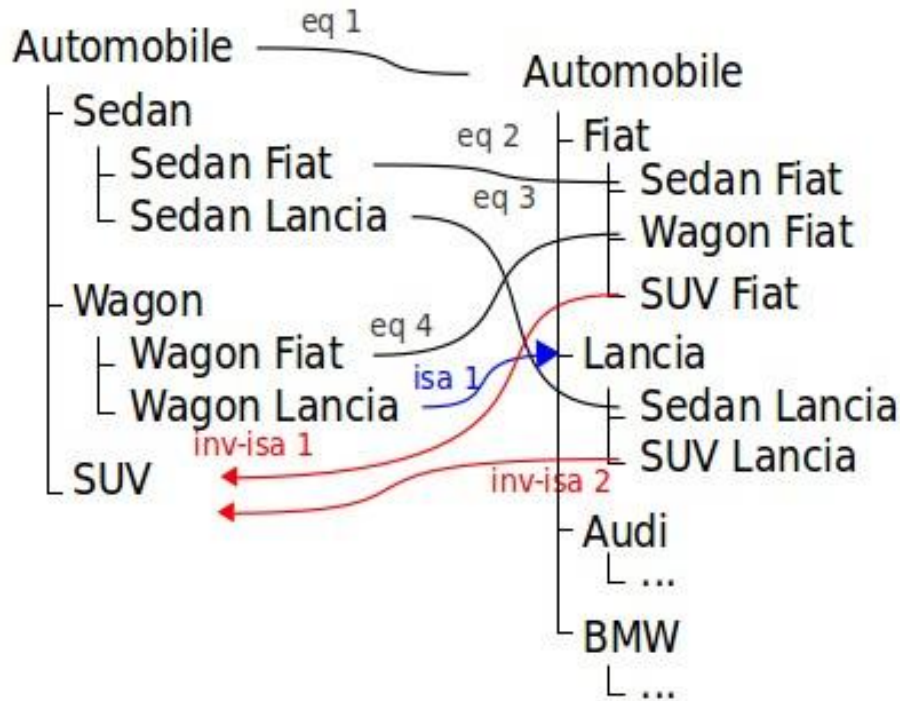 eq 1
Automobile
Automobile
Sedan
Sedan Fiat
Sedan Lancia
Wagon
Wagon Fiat
Wagon Lancia
SUV
eq 2
eq 3
eq 4
isa 1
inv-isa 1
inv-isa 2
Fiat
Sedan Fiat
Wagon Fiat
SUV Fiat
Lancia
Sedan Lancia
SUV Lancia
Audi
...
BMW
...